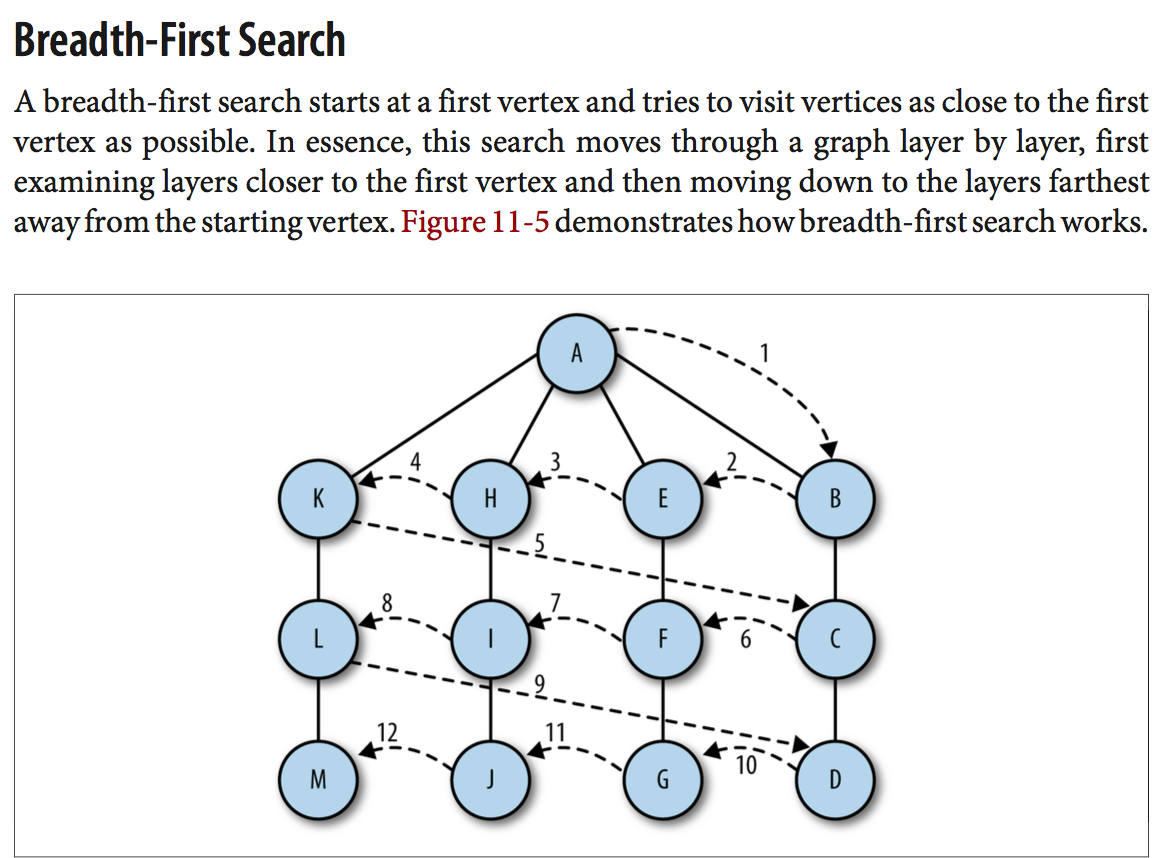 Breadth-First Search
A breadth-first search starts at a first vertex and tries to visit vertices as close to the first
vertex as possible. In essence, this search moves through a graph layer by layer, first
examining layers closer to the first vertex and then moving down to the layers farthest
away from the starting vertex. Figure 11-5 demonstrates how breadth-first search works.
A
1
4
3
2
K
H
E
B
5
8
7
6
L
I
F
C
9
12
11
10
M
J
G
D